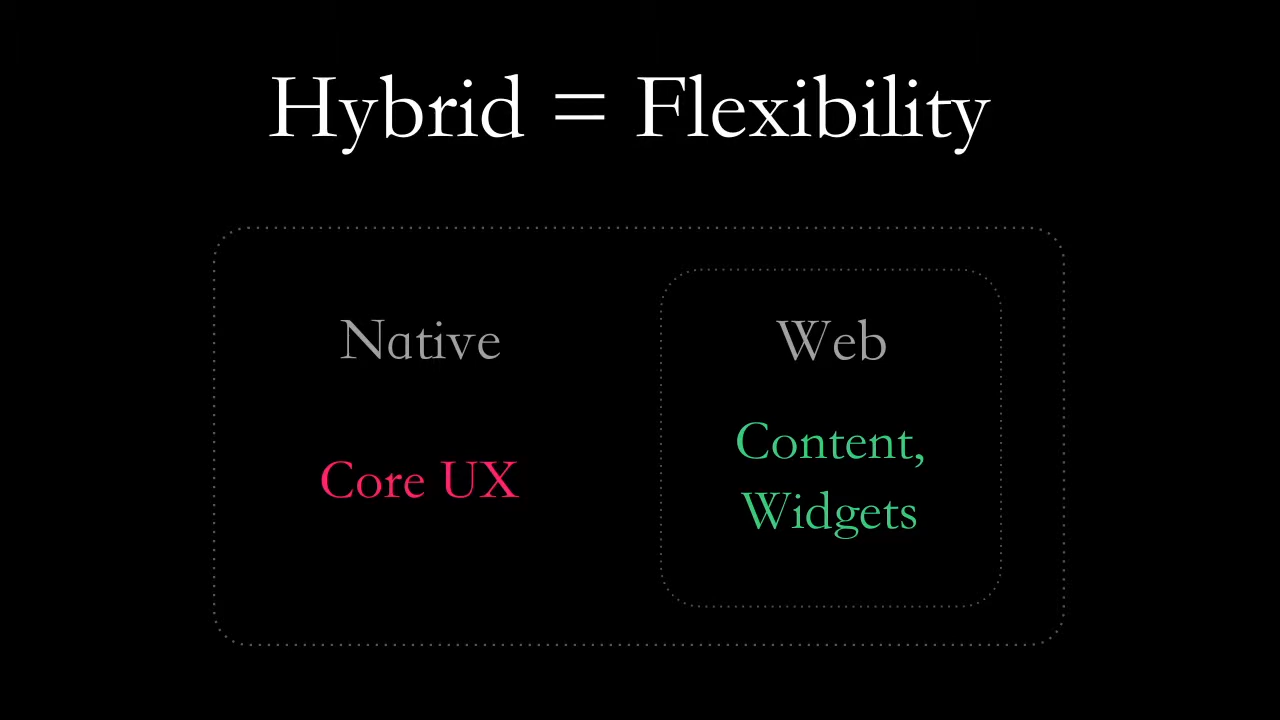 Hybrid = Flexibility
Native
Core UX
Web
Content,
Widgets